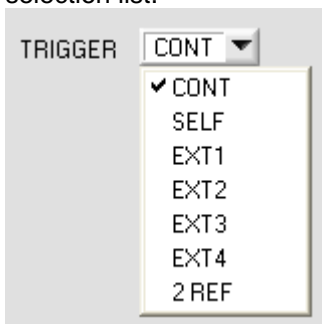 selection list.
TRIGGER CONT
CONT
SELF
EXT1
EXT2
EXT3
EXT4
2 REF